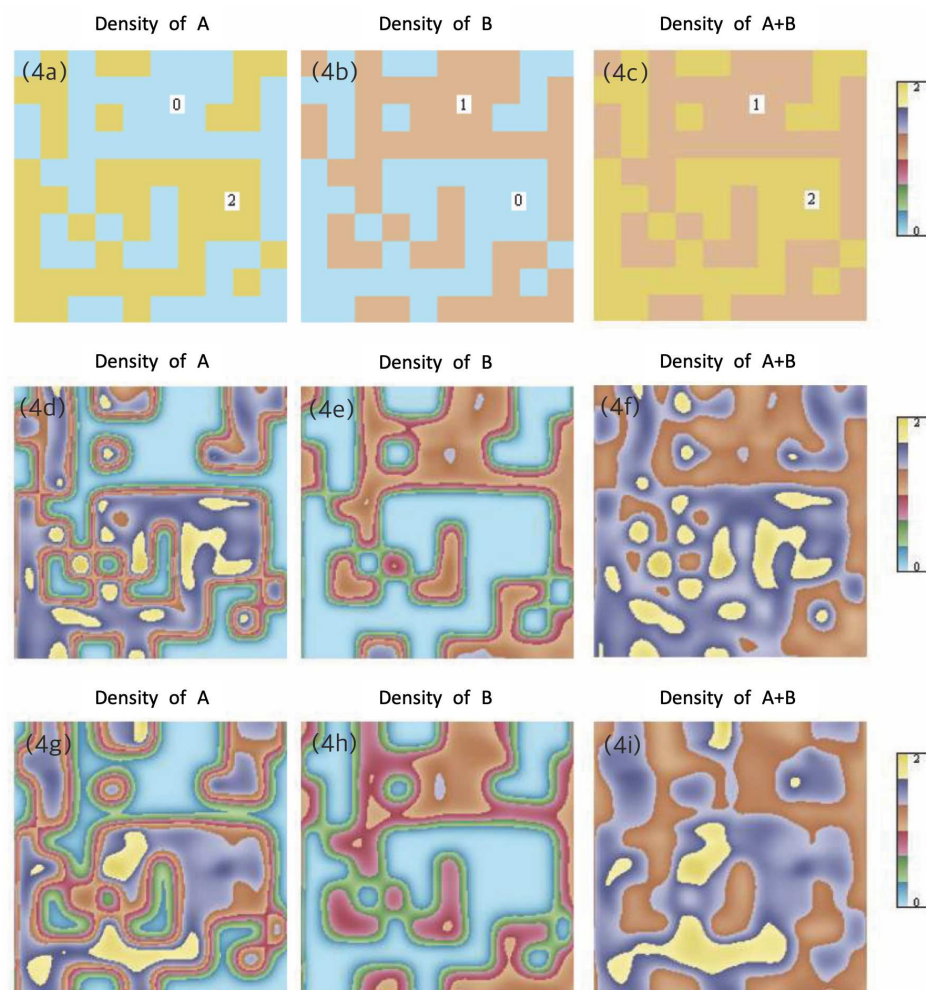 Density of A Density of B Density of A+B
(4a) (4b) (4c)
2
0 1 1
2 0 2
0
Density of A Density of B Density of A+B
(4d) (4e) (4f)
2
0
Density of A Density of B Density of A+B
(4g) (4h) (4i)
2
0